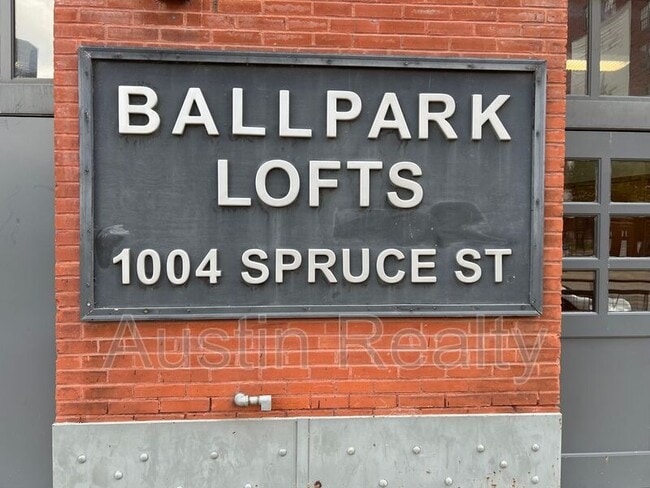 BALLPARK
LOFTS
1004 SPRUCE ST
Austin Realty